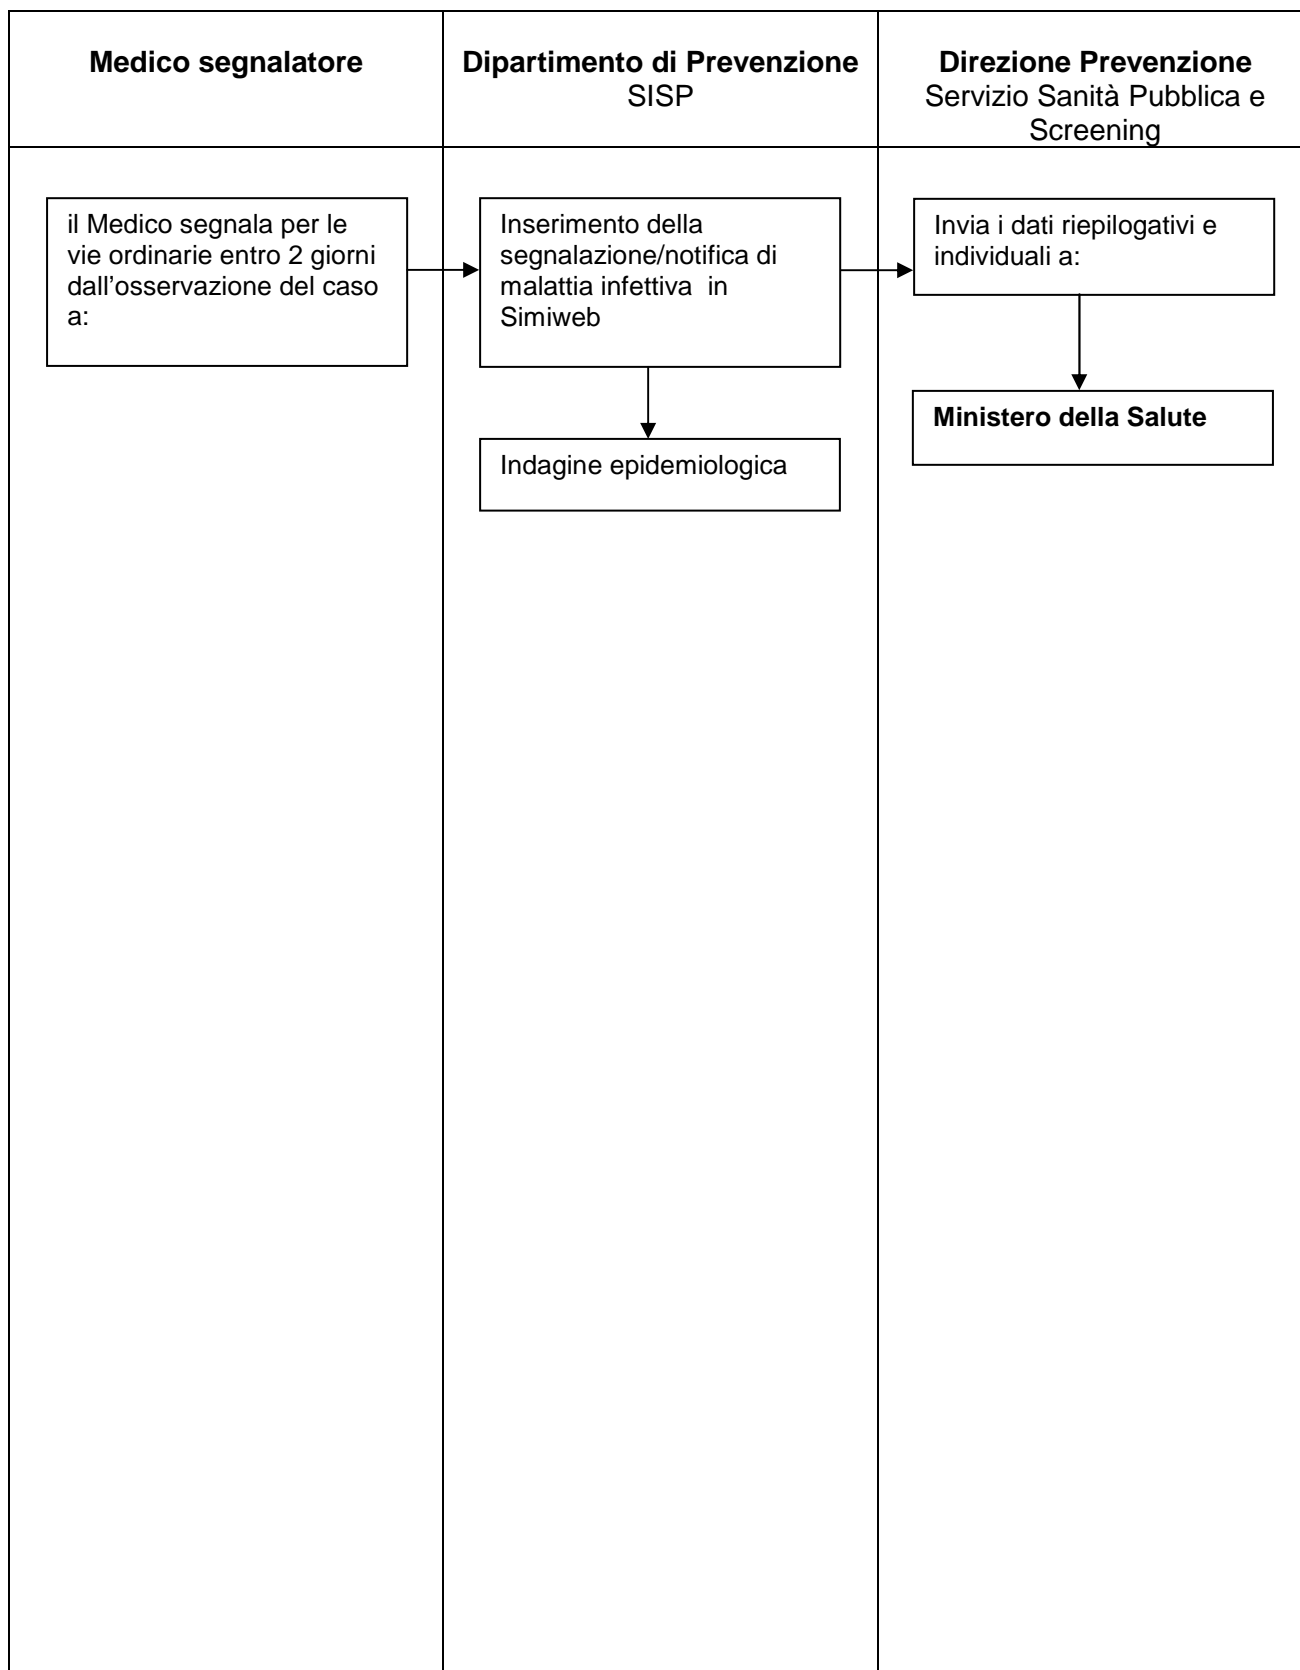 Medico segnalatore
Dipartimento di Prevenzione
SISP
Direzione Prevenzione
Servizio Sanità Pubblica e
Screening
il Medico segnala per le
vie ordinarie entro 2 giorni
dall'osservazione del caso
a:
Inserimento della
segnalazione/notifica di
malattia infettiva in
Simiweb
Invia i dati riepilogativi e
individuali a:
Ministero della Salute
Indagine epidemiologica